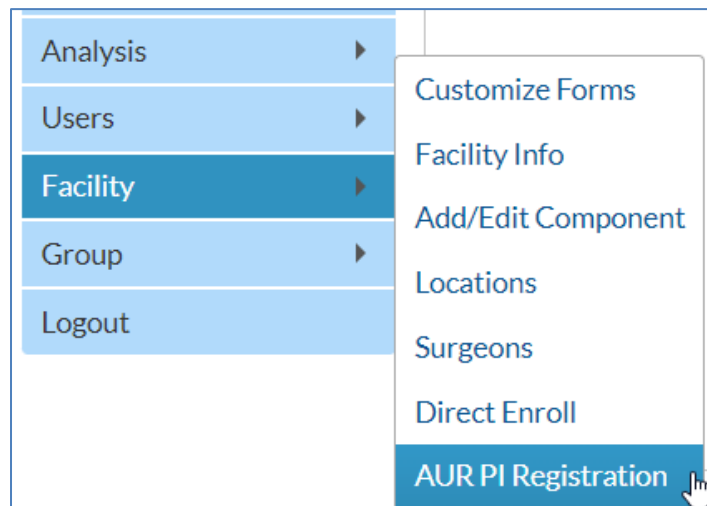 Analysis
Users
Facility
Group
Logout
Customize Forms
Facility Info
Add/Edit Component
Locations
Surgeons
Direct Enroll
AUR PI Registration